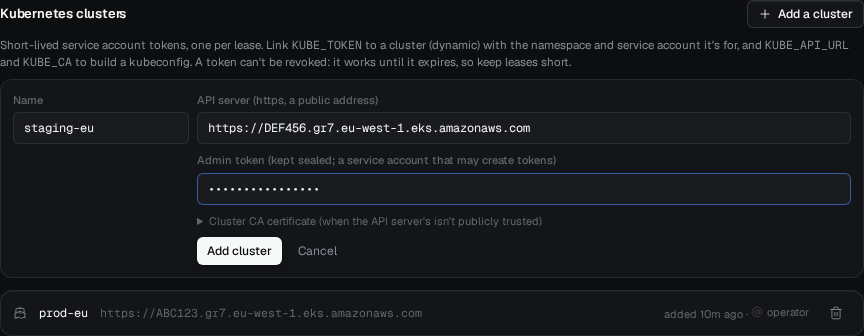 Kubernetes clusters
+ Add a cluster
Short-lived service account tokens, one per lease. Link KUBE_TOKEN to a cluster (dynamic) with the namespace and service account it's for, and KUBE_API_URL
and KUBE_CA to build a kubeconfig. A token can't be revoked: it works until it expires, so keep leases short.
Name
API server (https, a public address)
staging-eu
https://DEF456.gr7.eu-west-1.eks.amazonaws.com
Admin token (kept sealed; a service account that may create tokens)
••••••••••••••••
▶ Cluster CA certificate (when the API server's isn't publicly trusted)
Add cluster
Cancel
prod-eu https://ABC123.gr7.eu-west-1.eks.amazonaws.com
added 10m ago · @ operator